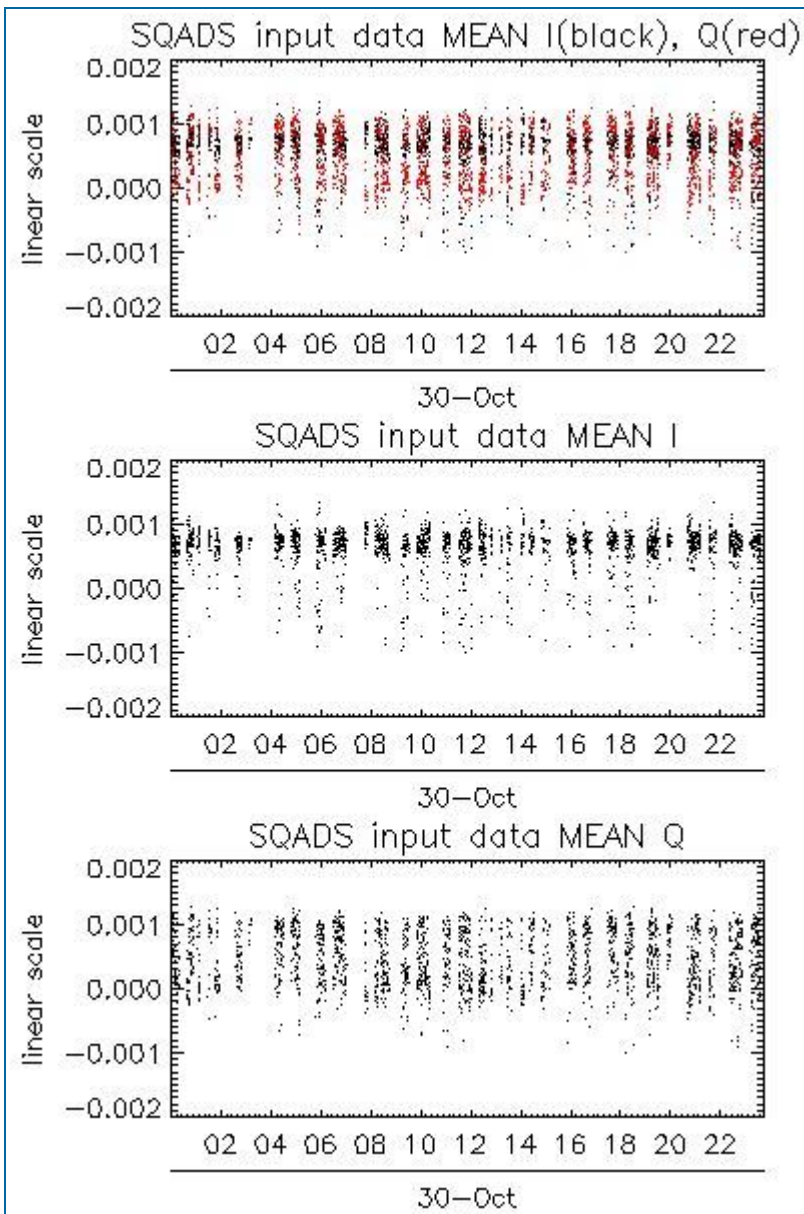 SQADS input data MEAN I(black), Q(red)
0.002
0.001
0.000
−0.001
−0.002
linear scale
02 04 06 08 10 12 14 16 18 20 22
30−Oct
SQADS input data MEAN I
0.002
0.001
0.000
−0.001
−0.002
linear scale
02 04 06 08 10 12 14 16 18 20 22
30−Oct
SQADS input data MEAN Q
0.002
0.001
0.000
−0.001
−0.002
linear scale
02 04 06 08 10 12 14 16 18 20 22
30−Oct